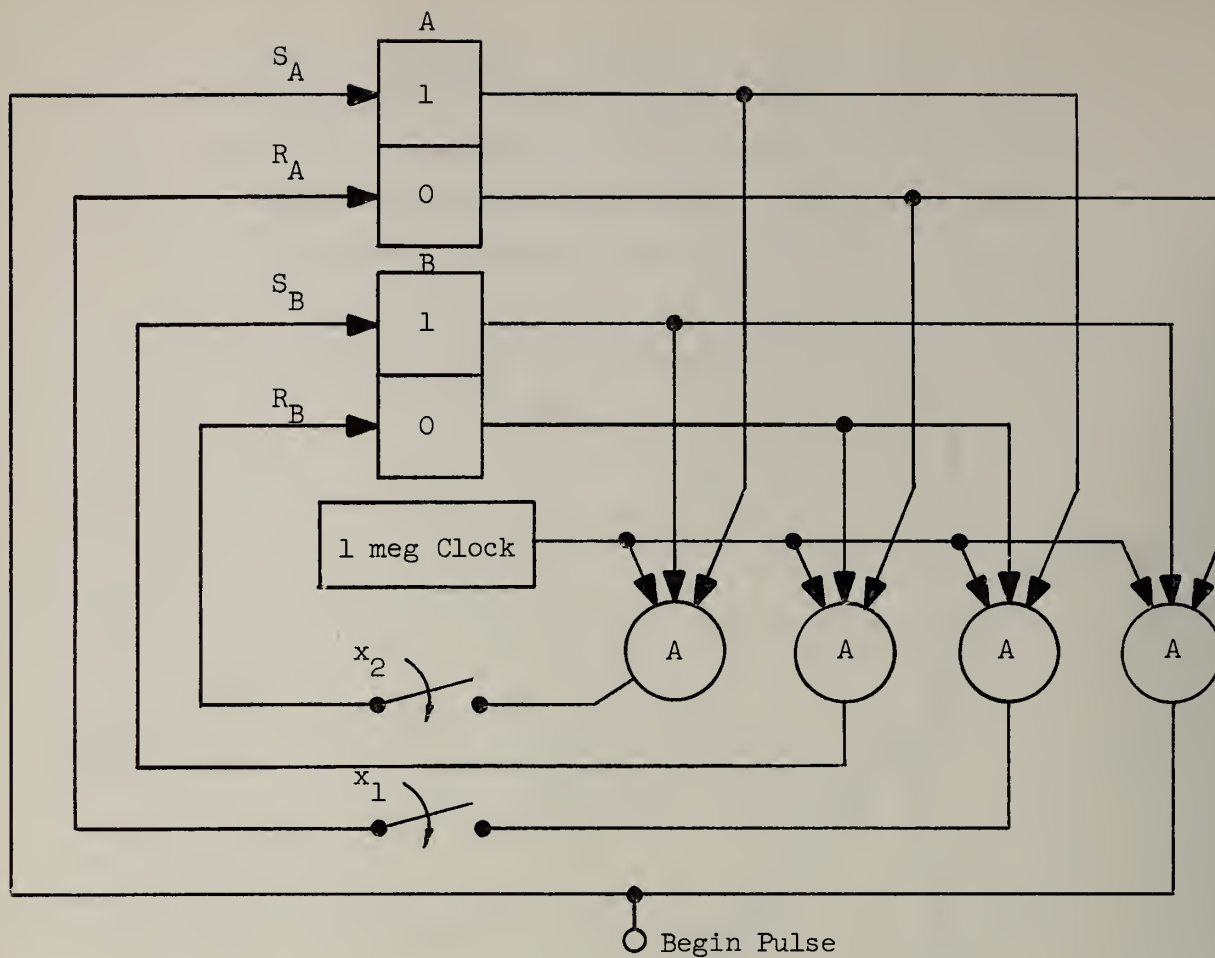 A
S_A
1
R_A
0
B
S_B
1
R_B
0
1 meg Clock
A A A A
x_2
x_1
Begin Pulse